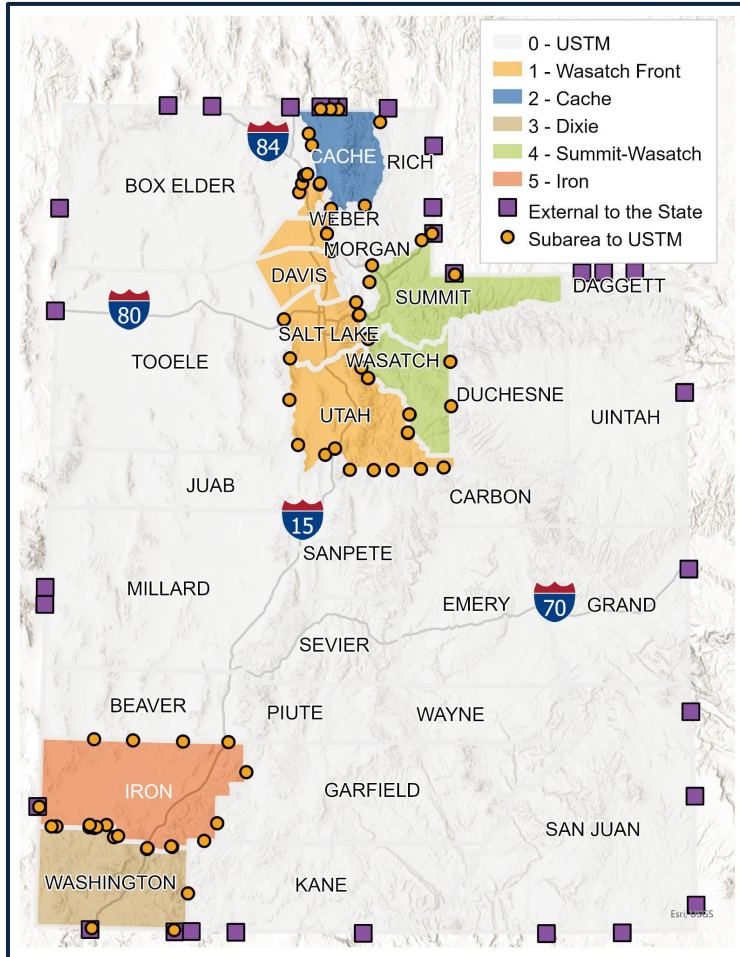 0 - USTM
1 - Wasatch Front
2 - Cache
3 - Dixie
4 - Summit-Wasatch
5 - Iron
External to the State
Subarea to USTM
84
CACHE
RICH
BOX ELDER
WEBER
MORGAN
DAVIS
SUMMIT
DAGGETT
80
SALT LAKE
TOOELE
WASATCH
DUCHESNE
UTAH
UINTAH
JUAB
CARBON
15
SANPETE
MILLARD
EMERY
70
GRAND
SEVIER
BEAVER
PIUTE
WAYNE
IRON
GARFIELD
SAN JUAN
WASHINGTON
KANE
Esri, USGS